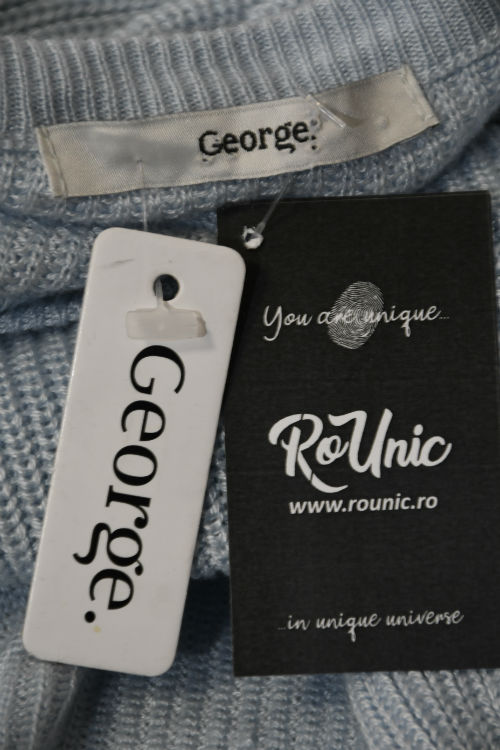 George.
George.
You are unique...
RoUnic
www.rounic.ro
...in unique universe